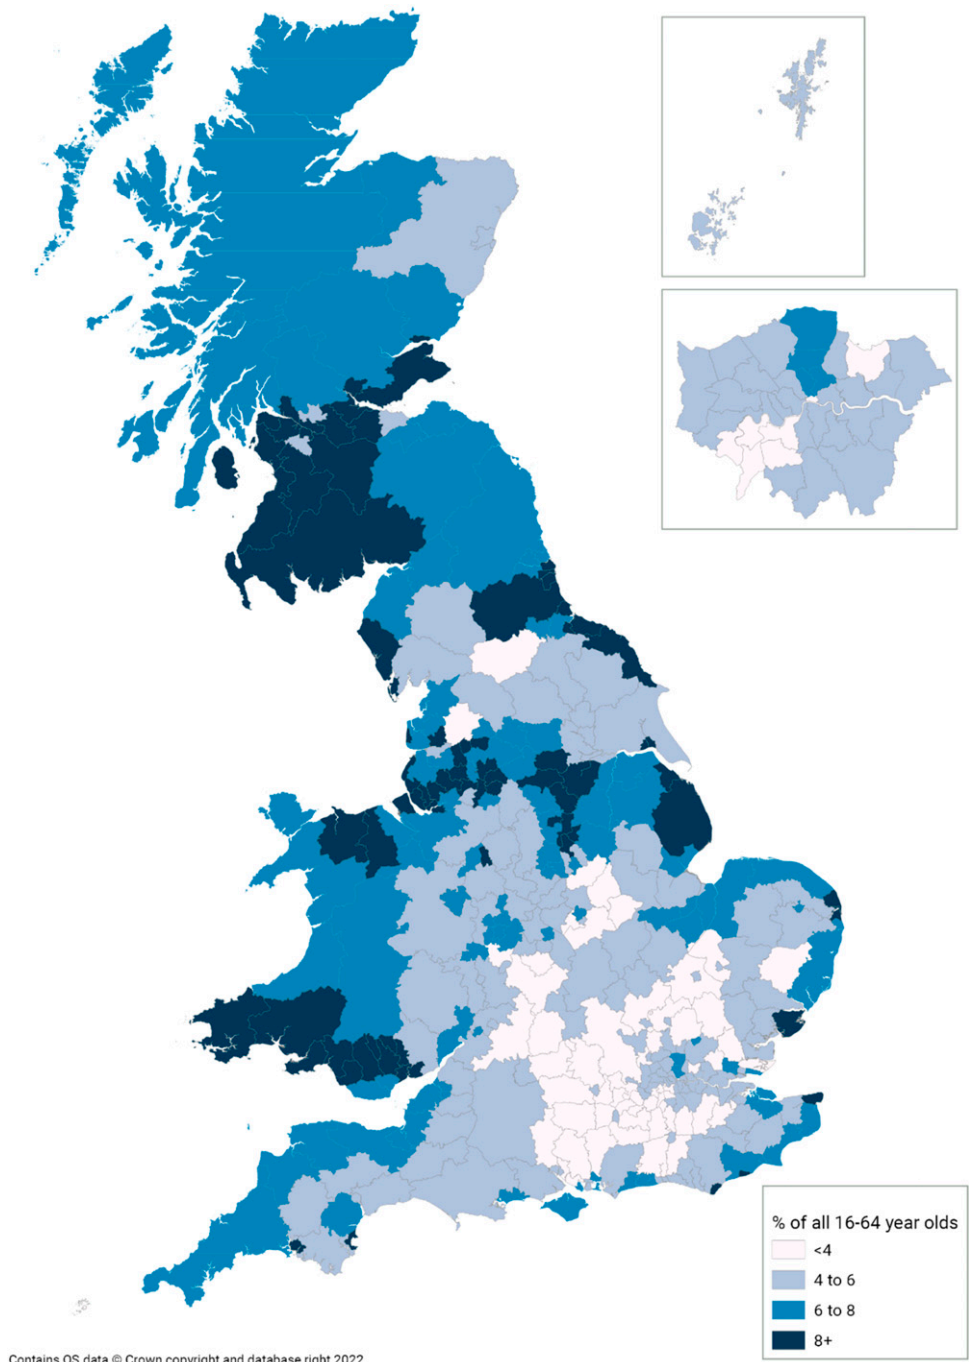 % of all 16-64 year olds
<4
4 to 6
6 to 8
8+
Contains OS data © Crown copyright and database right 2022